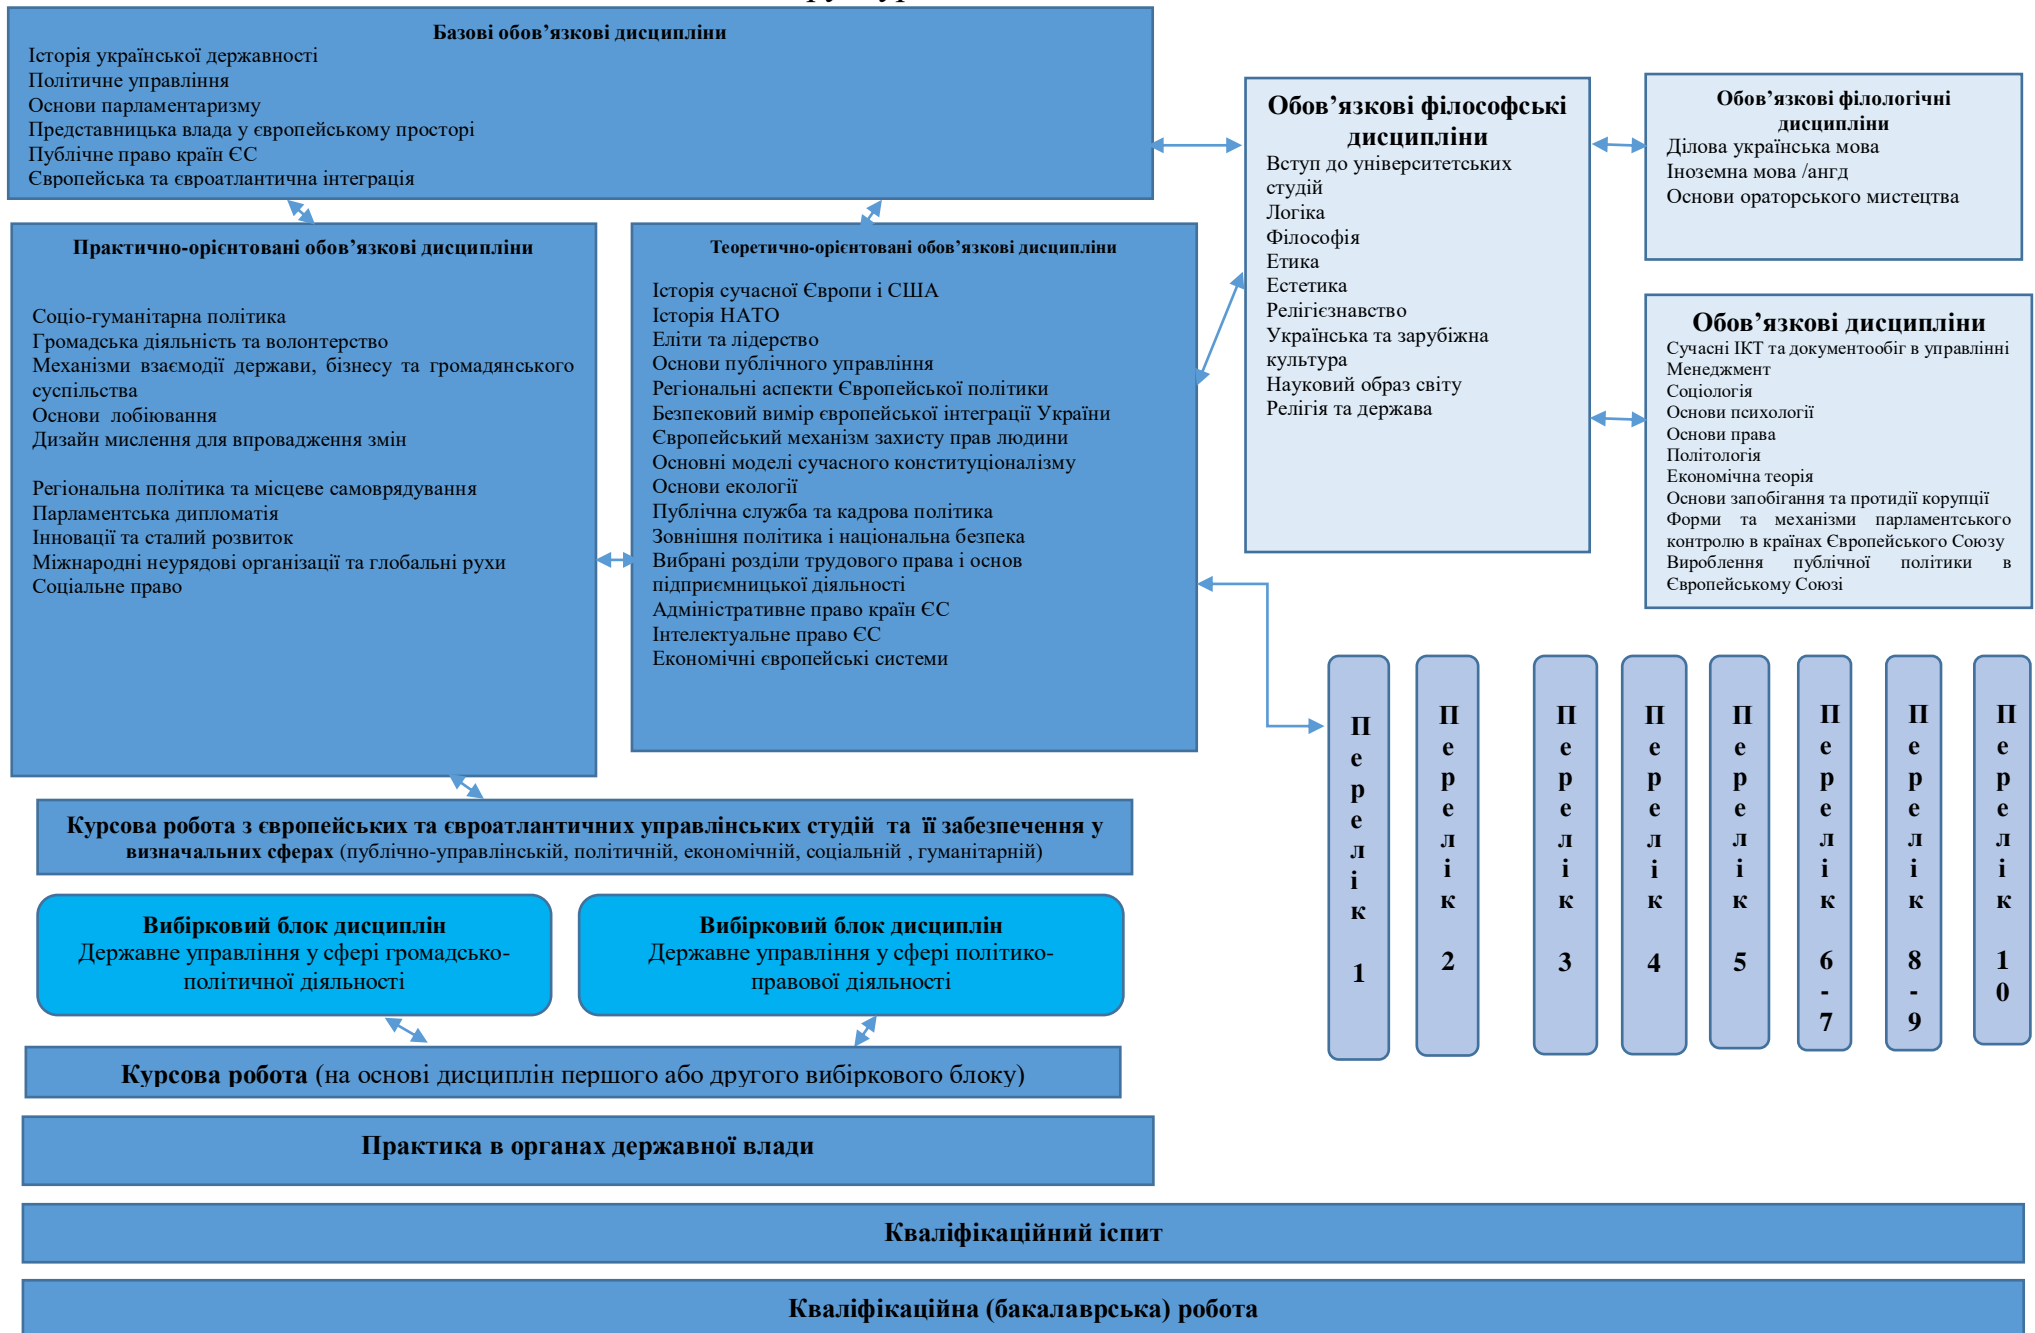 Базові обов’язкові дисципліни
Історія української державності
Політичне управління
Основи парламентаризму
Представницька влада у європейському просторі
Публічне право країн ЄС
Європейська та євроатлантична інтеграція
Обов’язкові філософські
дисципліни
Вступ до університетських
студій
Логіка
Філософія
Етика
Естетика
Релігієзнавство
Українська та зарубіжна
культура
Науковий образ світу
Релігія та держава
Обов’язкові філологічні
дисципліни
Ділова українська мова
Іноземна мова /ангд
Основи ораторського мистецтва
Практично-орієнтовані обов’язкові дисципліни
Соціо-гуманітарна політика
Громадська діяльність та волонтерство
Механізми взаємодії держави, бізнесу та громадянського
суспільства
Основи  лобіювання
Дизайн мислення для впровадження змін
Регіональна політика та місцеве самоврядування
Парламентська дипломатія
Інновації та сталий розвиток
Міжнародні неурядові організації та глобальні рухи
Соціальне право
Теоретично-орієнтовані обов’язкові дисципліни
Історія сучасної Європи і США
Історія НАТО
Еліти та лідерство
Основи публічного управління
Регіональні аспекти Європейської політики
Безпековий вимір європейської інтеграції України
Європейський механізм захисту прав людини
Основні моделі сучасного конституціоналізму
Основи екології
Публічна служба та кадрова політика
Зовнішня політика і національна безпека
Вибрані розділи трудового права і основ
підприємницької діяльності
Адміністративне право країн ЄС
Інтелектуальне право ЄС
Економічні європейські системи
Обов’язкові дисципліни
Сучасні ІКТ та документообіг в управлінні
Менеджмент
Соціологія
Основи психології
Основи права
Політологія
Економічна теорія
Основи запобігання та протидії корупції
Форми та механізми парламентського
контролю в країнах Європейського Союзу
Вироблення публічної політики в
Європейському Союзі
Перелік 1
Перелік 2
Перелік 3
Перелік 4
Перелік 5
Перелік 6-7
Перелік 8-9
Перелік 10
Курсова робота з європейських та євроатлантичних управлінських студій  та  її забезпечення у
визначальних сферах (публічно-управлінській, політичній, економічній, соціальній , гуманітарній)
Вибірковий блок дисциплін
Державне управління у сфері громадсько-
політичної діяльності
Вибірковий блок дисциплін
Державне управління у сфері політико-
правової діяльності
Курсова робота (на основі дисциплін першого або другого вибіркового блоку)
Практика в органах державної влади
Кваліфікаційний іспит
Кваліфікаційна (бакалаврська) робота